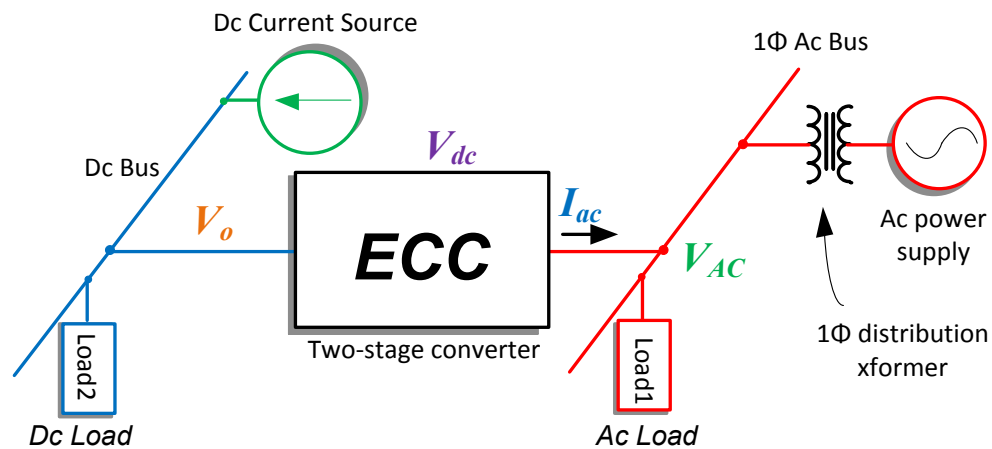 Dc Current Source
1Φ Ac Bus
Dc Bus
V_dc
V_o
ECC
I_ac
V_AC
Ac power
supply
Two-stage converter
1Φ distribution
xformer
Load2
Load1
Dc Load
Ac Load